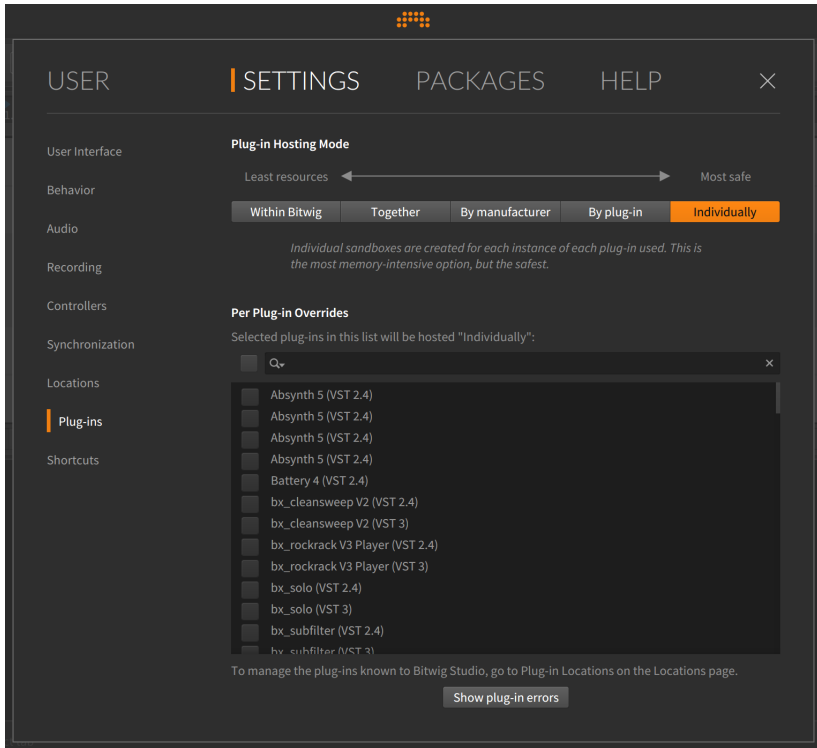 USER
SETTINGS
PACKAGES
HELP
User Interface
Behavior
Audio
Recording
Controllers
Synchronization
Locations
Plug-ins
Shortcuts
Plug-in Hosting Mode
Least resources
Most safe
Within Bitwig
Together
By manufacturer
By plug-in
Individually
Individual sandboxes are created for each instance of each plug-in used. This is
the most memory-intensive option, but the safest.
Per Plug-in Overrides
Selected plug-ins in this list will be hosted "Individually":
Absynth 5 (VST 2.4)
Absynth 5 (VST 2.4)
Absynth 5 (VST 2.4)
Absynth 5 (VST 2.4)
Battery 4 (VST 2.4)
bx_cleansweep V2 (VST 2.4)
bx_cleansweep V2 (VST 3)
bx_rockrack V3 Player (VST 2.4)
bx_rockrack V3 Player (VST 3)
bx_solo (VST 2.4)
bx_solo (VST 3)
bx_subfilter (VST 2.4)
bx_subfilter (VST 3)
To manage the plug-ins known to Bitwig Studio, go to Plug-in Locations on the Locations page.
Show plug-in errors